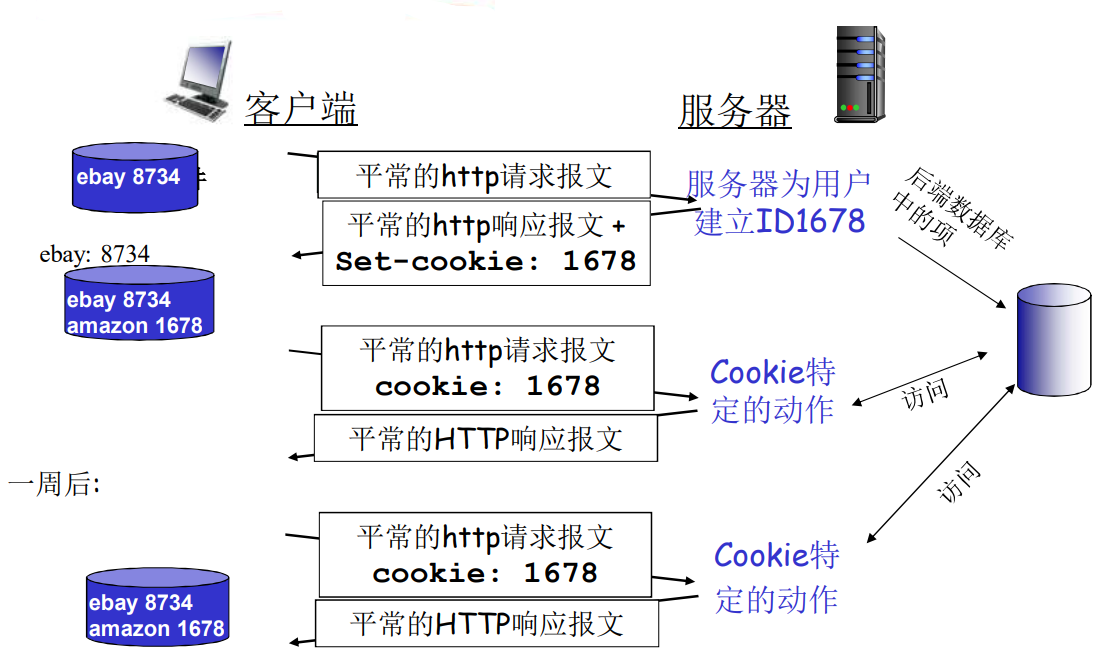 客户端
服务器
ebay 8734
平常的http请求报文
服务器为用户
建立ID1678
后端数据库
中的项
平常的http响应报文 +
Set-cookie: 1678
ebay: 8734
ebay 8734
amazon 1678
平常的http请求报文
cookie: 1678
Cookie特
定的动作
访问
平常的HTTP响应报文
一周后:
访问
平常的http请求报文
cookie: 1678
Cookie特
定的动作
ebay 8734
amazon 1678
平常的HTTP响应报文